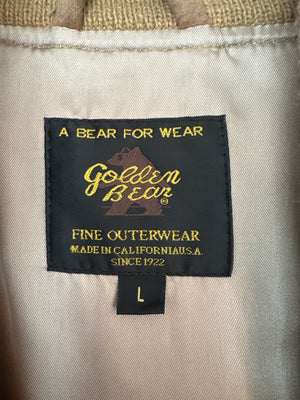 A BEAR FOR WEAR
Golden
Bear®
FINE OUTERWEAR
MADE IN CALIFORNIA U.S.A.
SINCE 1922
L